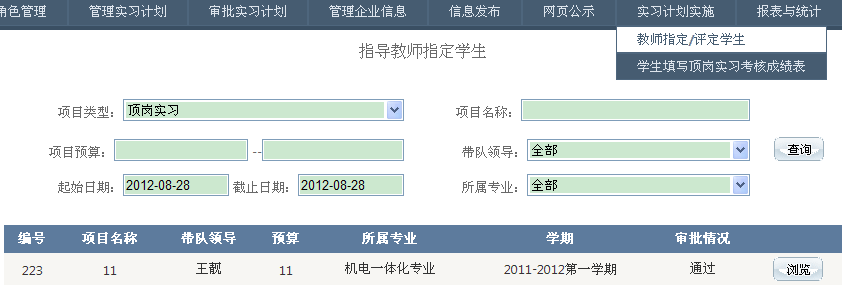 角色管理 管理实习计划 审批实习计划 管理企业信息 信息发布 网页公示 实习计划实施 报表与统计
教师指定/评定学生
学生填写顶岗实习考核成绩表
指导教师指定学生
项目类型： 顶岗实习 项目名称：
项目预算： -- 带队领导： 全部 查询
起始日期： 2012-08-28 截止日期： 2012-08-28 所属专业： 全部
编号 项目名称 带队领导 预算 所属专业 学期 审批情况
223 11 王靓 11 机电一体化专业 2011-2012第一学期 通过 浏览